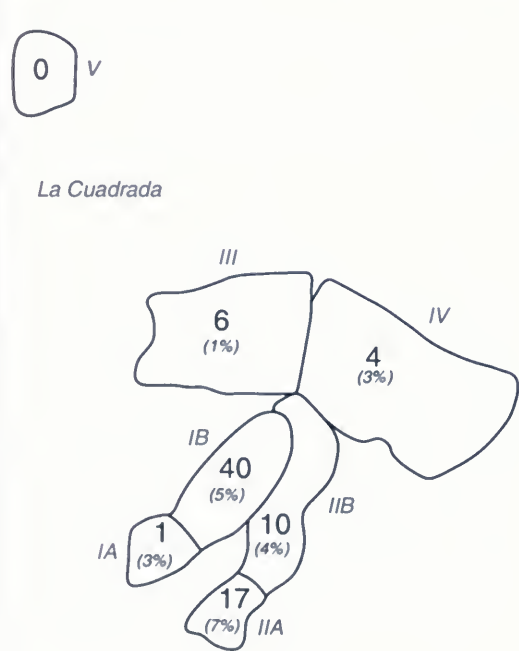 0 V
La Cuadrada
III
6
(1%)
IV
4
(3%)
IB
40
(5%)
IIB
10
(4%)
IA
1
(3%)
17
(7%)
IIA